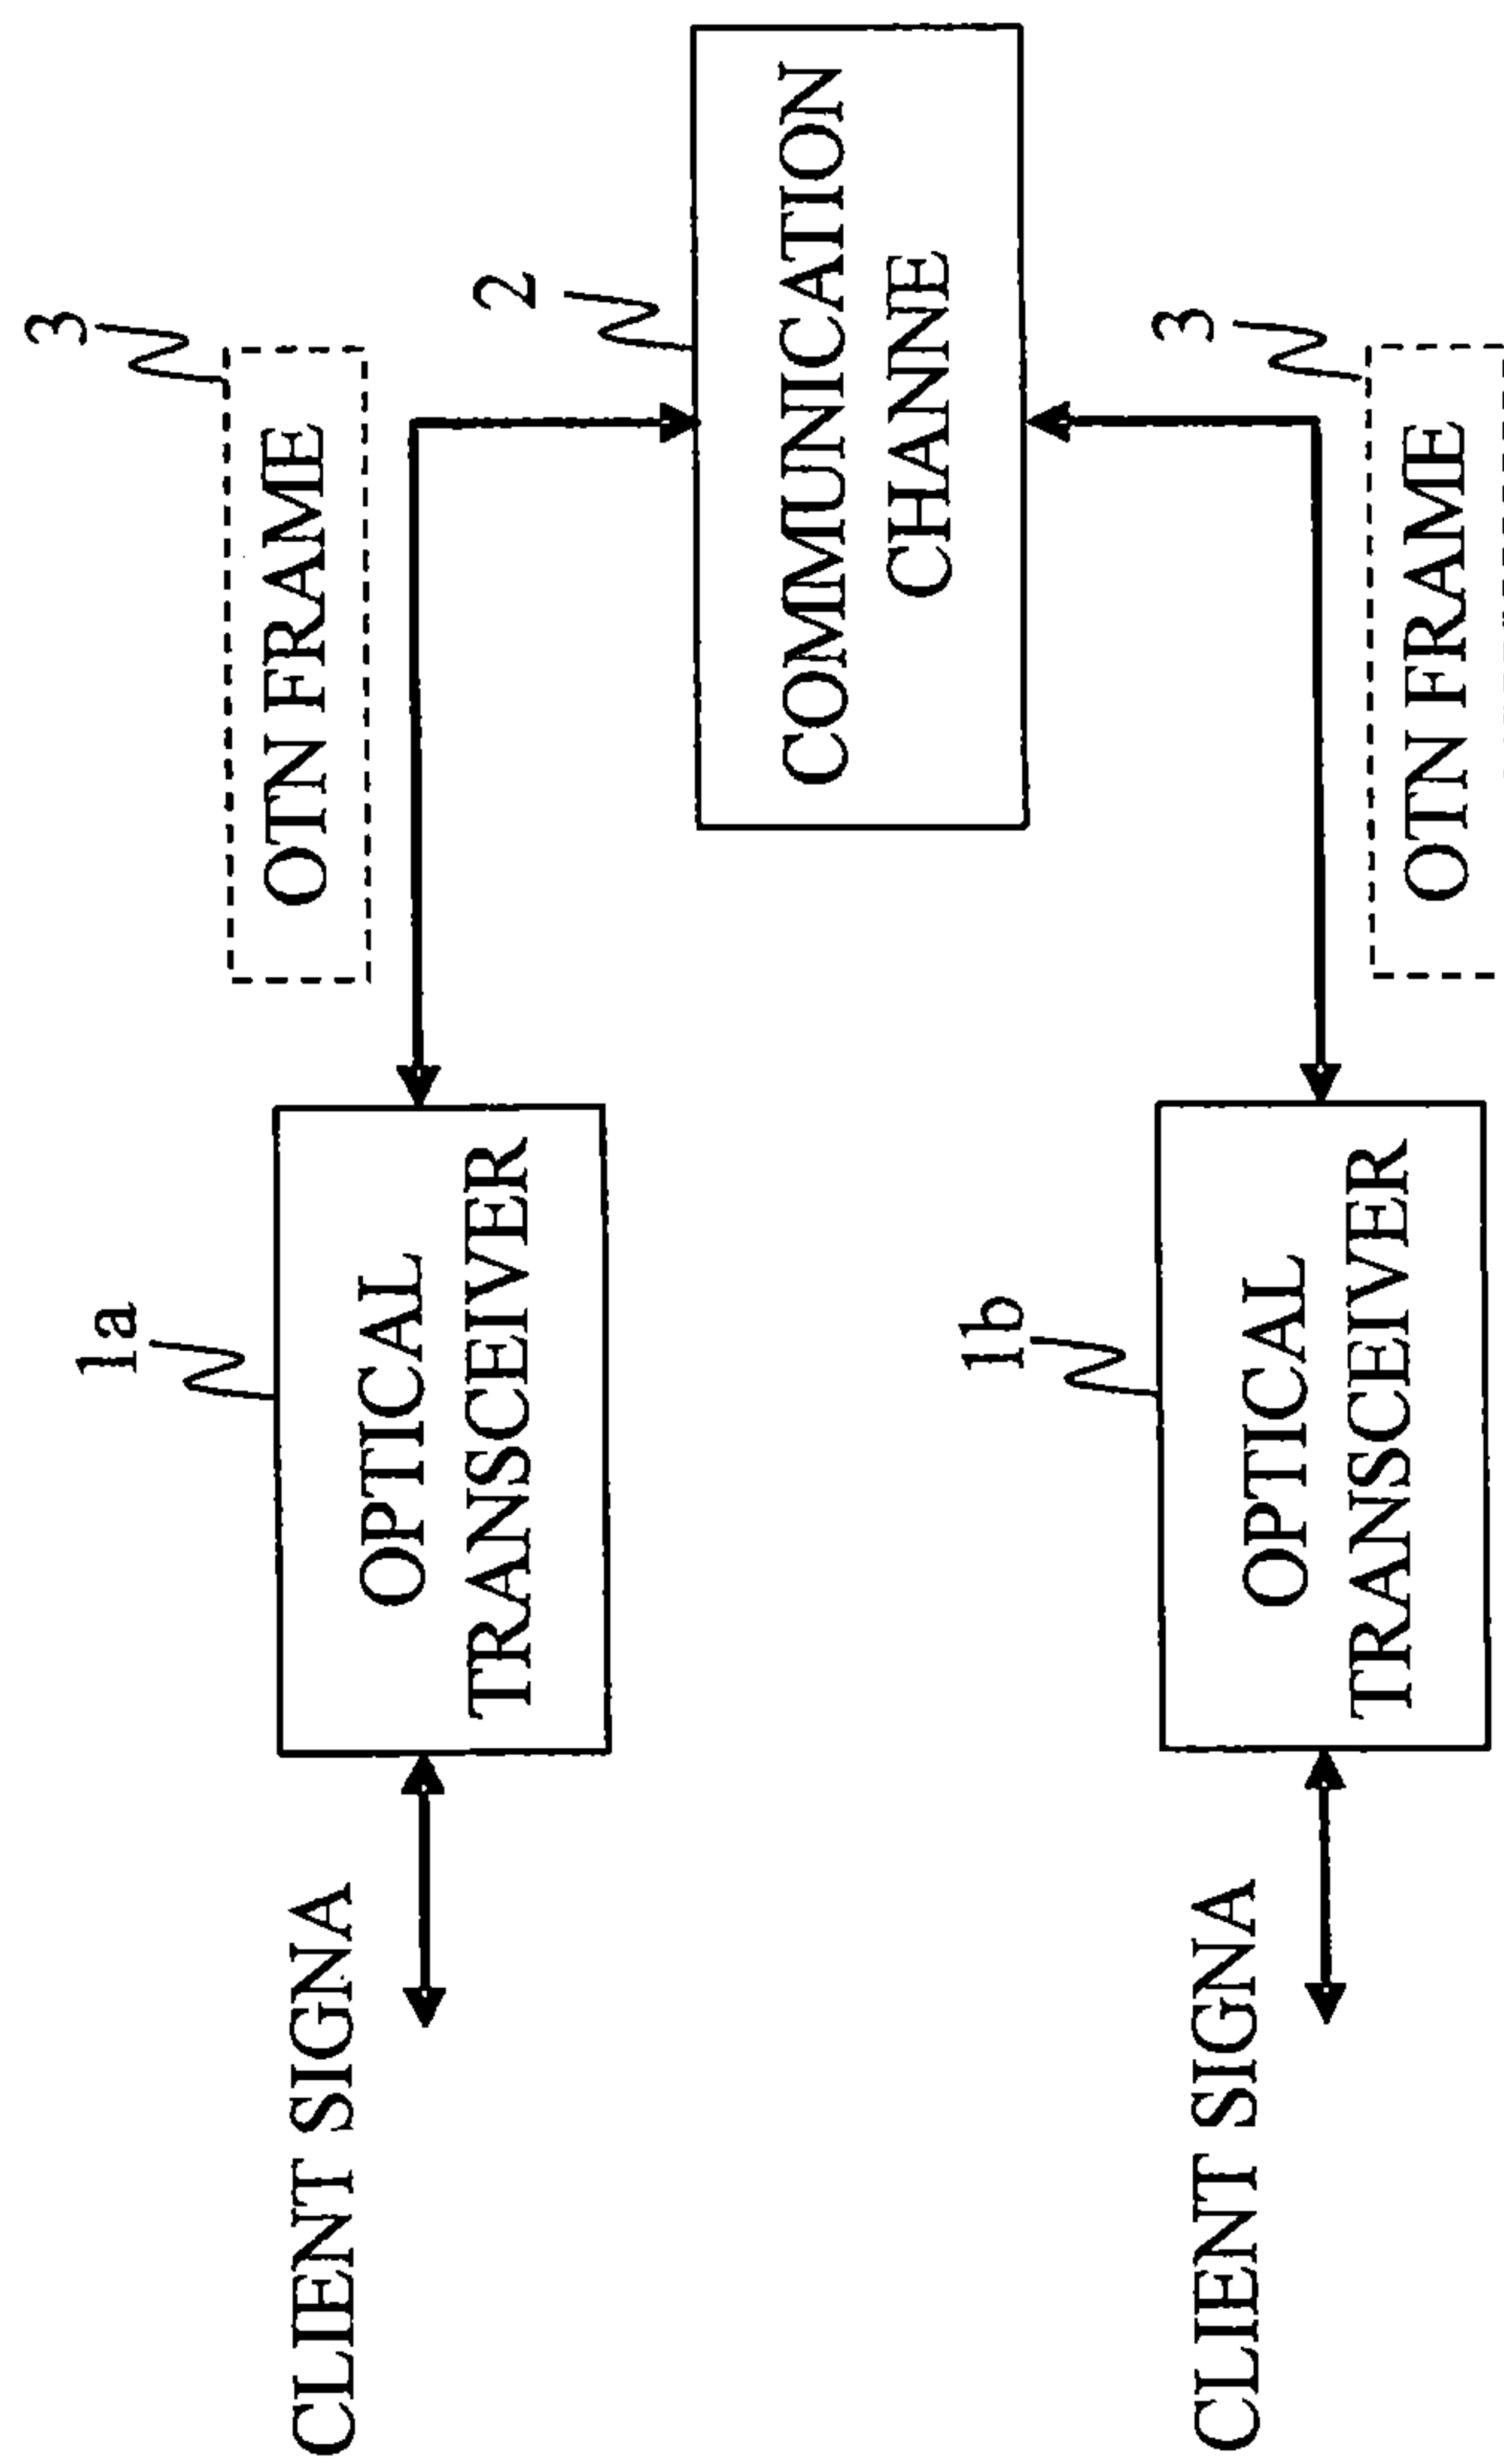 3
OTN FRAME
1a
2
OPTICAL
TRANSCEIVER
CLIENT SIGNA
COMMUNICATION
CHANNE
1b
3
OPTICAL
TRANSCEIVER
CLIENT SIGNA
OTN FRAME